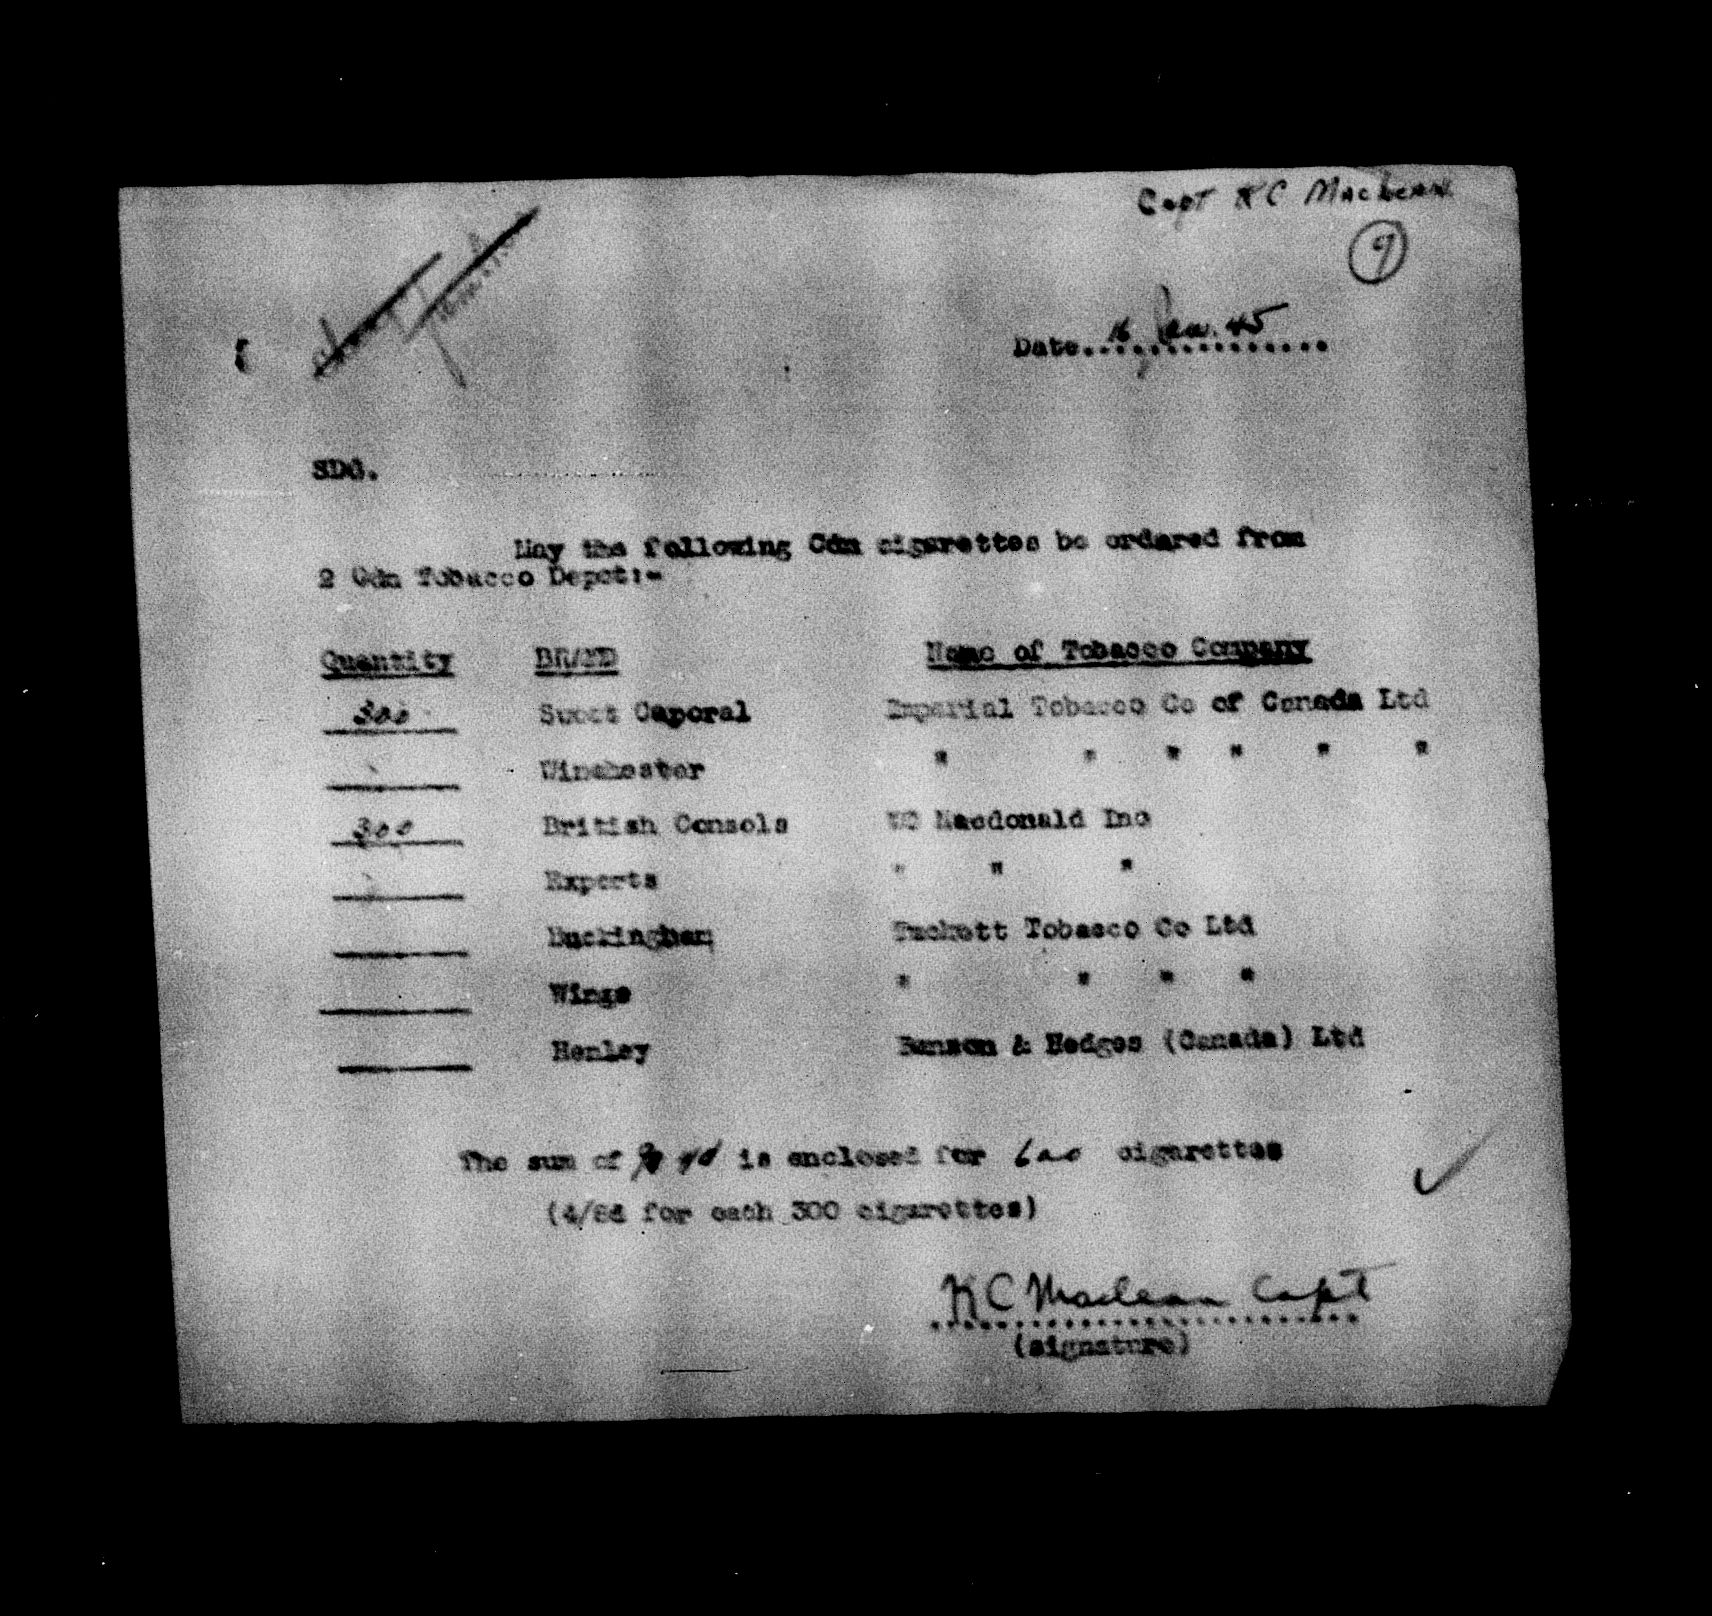 Capt K C MacLean
9
Date. 16 Jan. 45
SDG.
May the following Cdn cigarettes be ordered from
2 Cdn Tobacco Depot:-
Quantity BRAND Name of Tobacco Company
300 Sweet Caporal Imperial Tobacco Co of Canada Ltd
Winchester " " " " " "
300 British Consols WC Macdonald Inc
Exports " " "
Buckingham Tuckett Tobacco Co Ltd
Wings " " " "
Henley Benson & Hedges (Canada) Ltd
The sum of is enclosed for 600 cigarettes
(4/8d for each 300 cigarettes)
K C Maclean Capt
(signature)